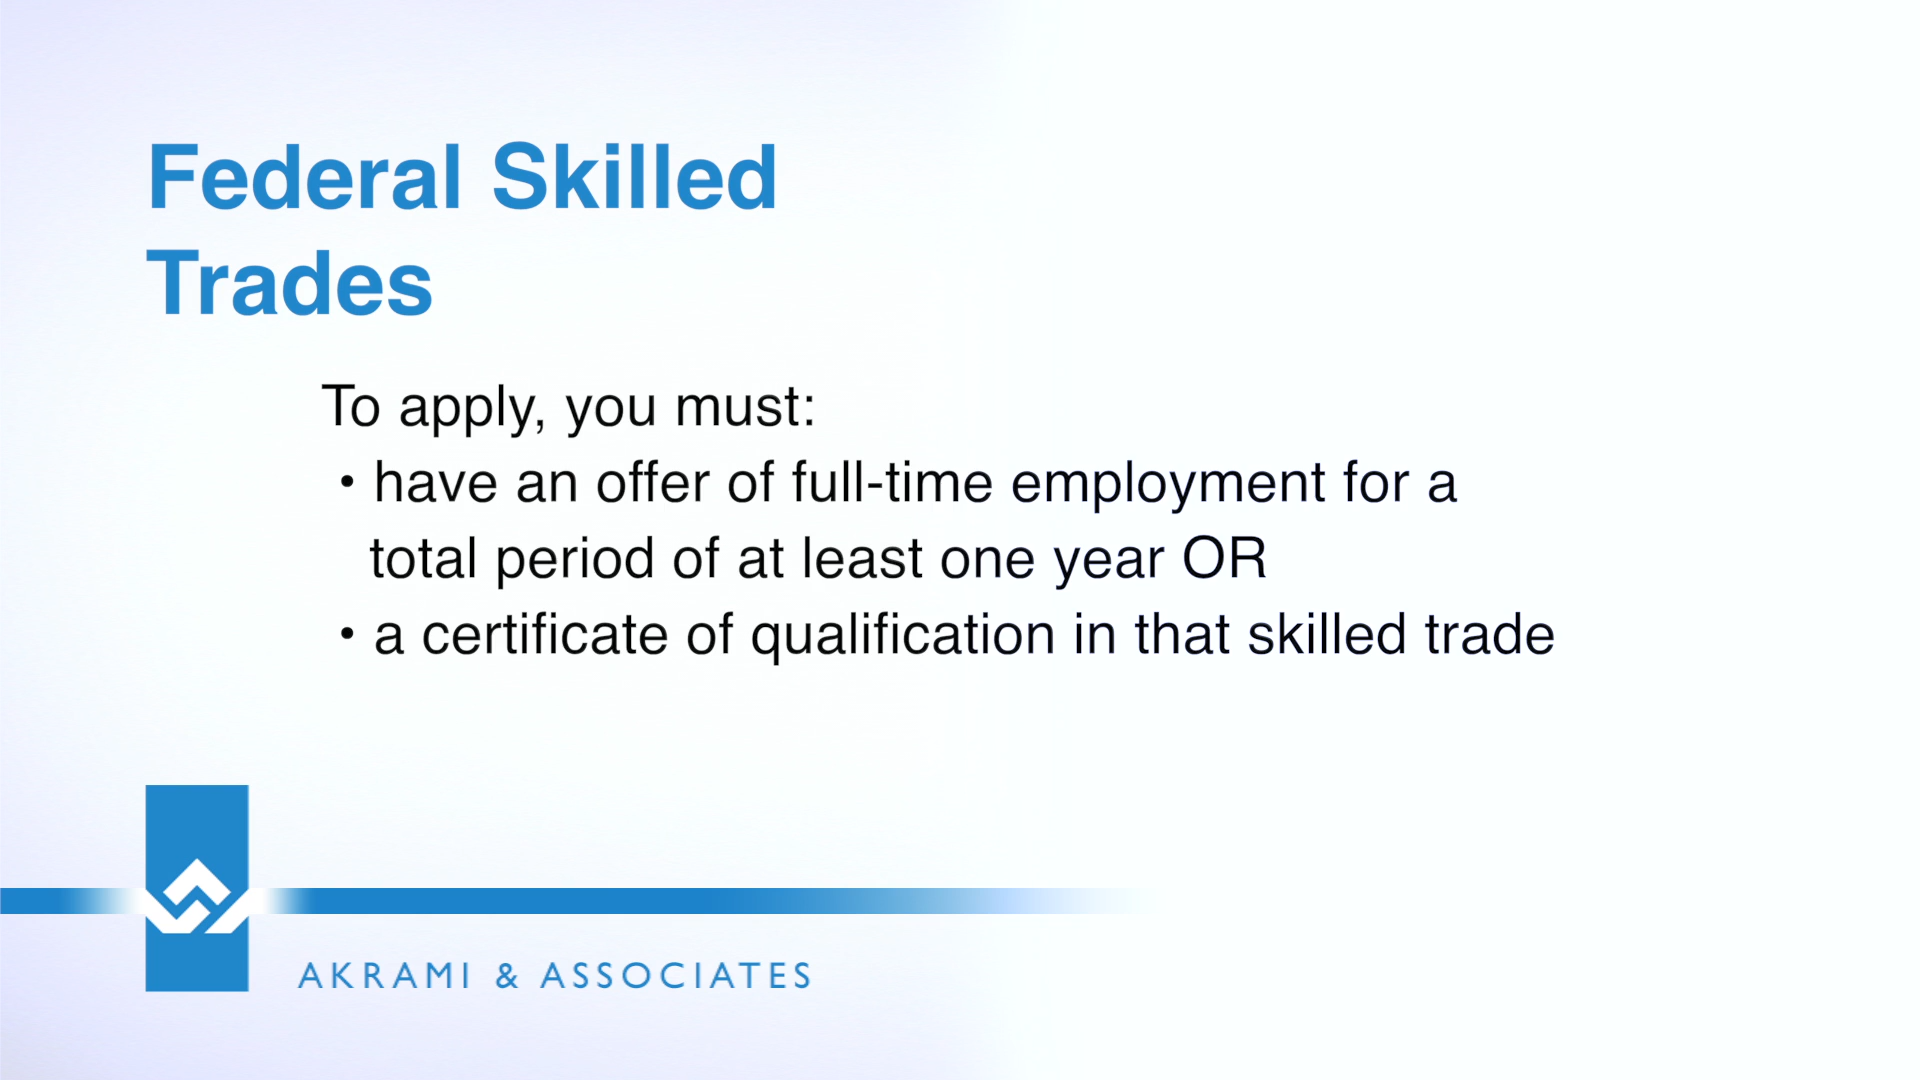 Federal Skilled
Trades
To apply, you must:
• have an offer of full-time employment for a
total period of at least one year OR
• a certificate of qualification in that skilled trade
AKRAMI & ASSOCIATES